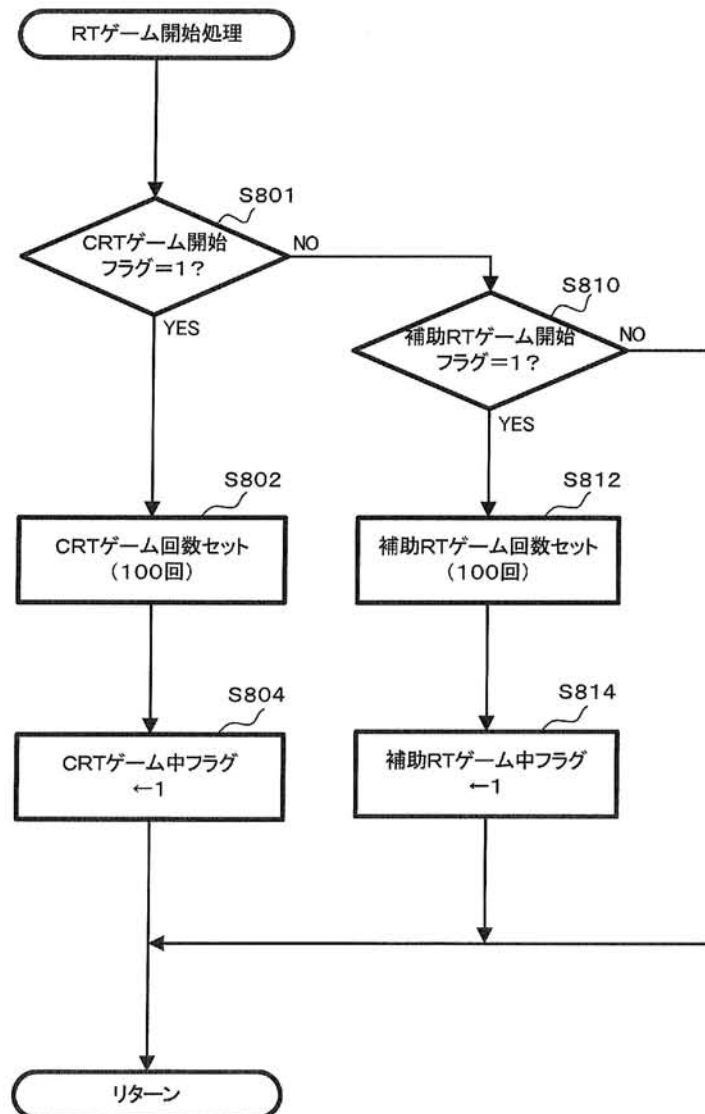 RTゲーム開始処理
S801
CRTゲーム開始
フラグ=1?
NO
YES
S810
補助RTゲーム開始
フラグ=1?
NO
YES
S802
CRTゲーム回数セット
(100回)
S812
補助RTゲーム回数セット
(100回)
S804
CRTゲーム中フラグ
←1
S814
補助RTゲーム中フラグ
←1
リターン